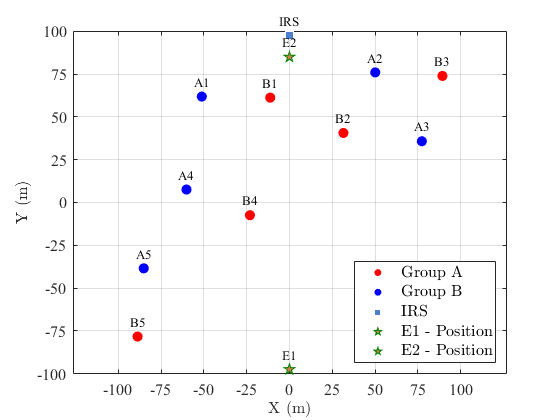 IRS
100
E2
A2
B3
75
A1
B1
50
B2
A3
25
A4
Y (m)
0
B4
-25
A5
Group A
-50
Group B
IRS
B5
-75
E1 - Position
E1
E2 - Position
-100
-100 -75 -50 -25 0 25 50 75 100
X (m)